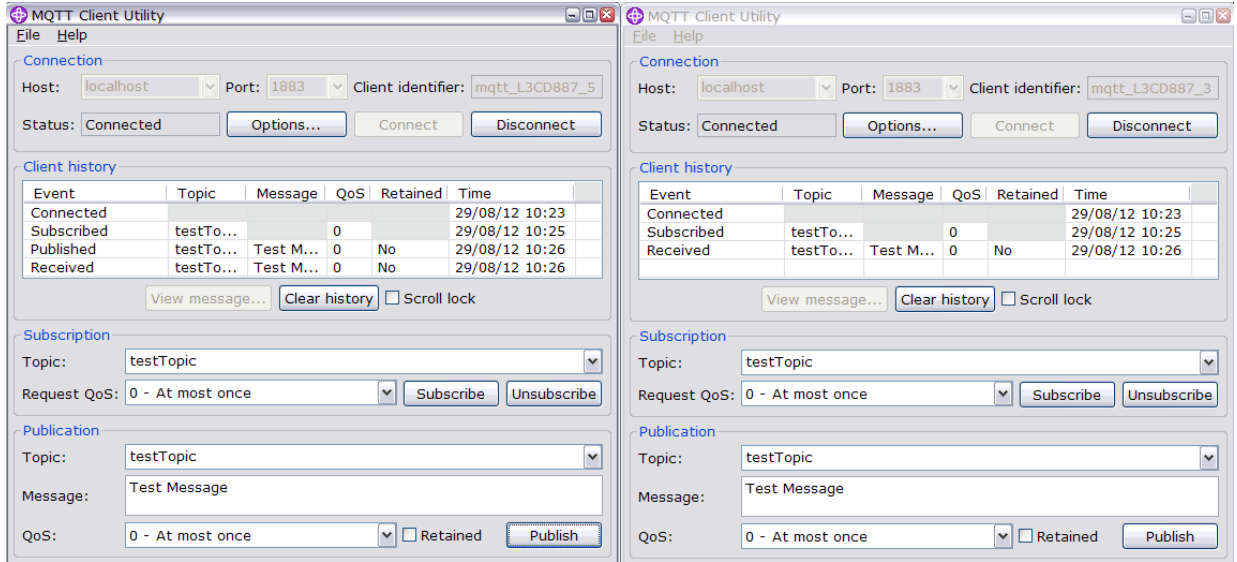 MQTT Client Utility
File Help
Connection
Host: localhost Port: 1883 Client identifier: mqtt_L3CD887_5
Status: Connected Options... Connect Disconnect
Client history
Event Topic Message QoS Retained Time
Connected 29/08/12 10:23
Subscribed testTo... 0 29/08/12 10:25
Published testTo... Test M... 0 No 29/08/12 10:26
Received testTo... Test M... 0 No 29/08/12 10:26
View message... Clear history Scroll lock
Subscription
Topic: testTopic
Request QoS: 0 - At most once Subscribe Unsubscribe
Publication
Topic: testTopic
Message: Test Message
QoS: 0 - At most once Retained Publish
MQTT Client Utility
File Help
Connection
Host: localhost Port: 1883 Client identifier: mqtt_L3CD887_3
Status: Connected Options... Connect Disconnect
Client history
Event Topic Message QoS Retained Time
Connected 29/08/12 10:23
Subscribed testTo... 0 29/08/12 10:25
Received testTo... Test M... 0 No 29/08/12 10:26
View message... Clear history Scroll lock
Subscription
Topic: testTopic
Request QoS: 0 - At most once Subscribe Unsubscribe
Publication
Topic: testTopic
Message: Test Message
QoS: 0 - At most once Retained Publish